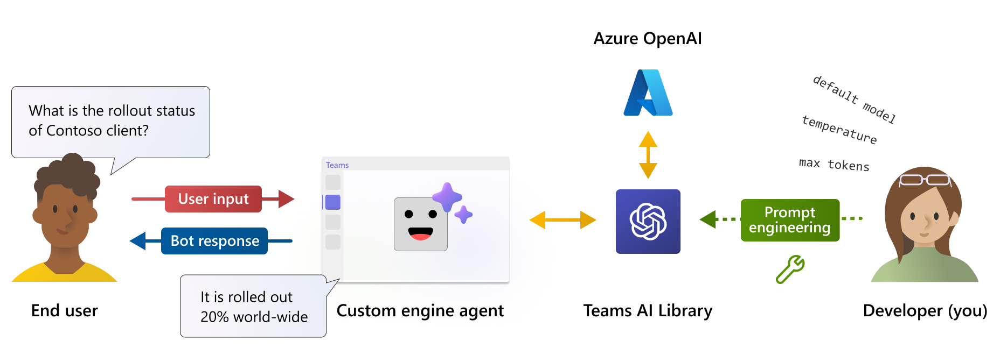 Azure OpenAI
What is the rollout status
of Contoso client?
default model
temperature
max tokens
Teams
User input
Bot response
Prompt
engineering
It is rolled out
20% world-wide
End user
Custom engine agent
Teams AI Library
Developer (you)